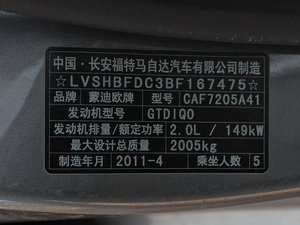 中国·长安福特马自达汽车有限公司制造
☆LVSHBFDC3BF167475☆
品牌 蒙迪欧牌 型号 CAF7205A41
发动机型号 GTDIQ0
发动机排量/额定功率 2.0L / 149kW
最大设计总质量 2005kg
制造年月 2011-4 乘坐人数 5